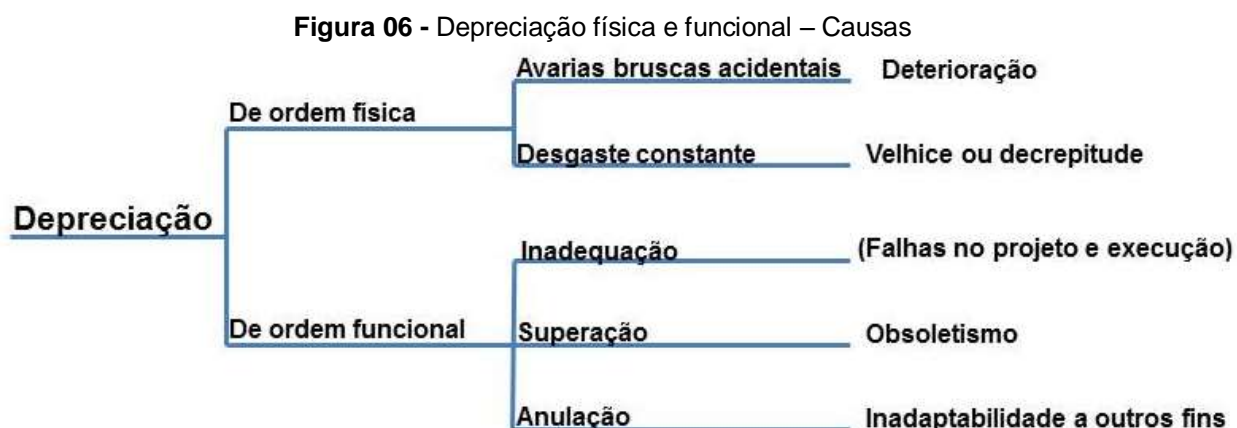 Figura 06 - Depreciação física e funcional – Causas
Avarias bruscas acidentais Deterioração
De ordem física
Desgaste constante Velhice ou decrepitude
Depreciação
Inadequação (Falhas no projeto e execução)
De ordem funcional Superação Obsoletismo
Anulação Inadaptabilidade a outros fins